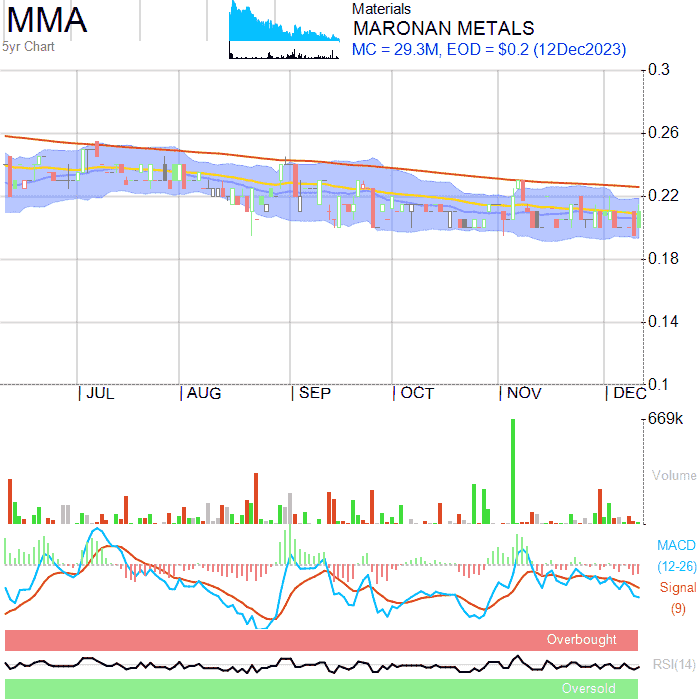 MMA
5yr Chart
Materials
MARONAN METALS
MC = 29.3M, EOD = $0.2 (12Dec2023)
0.3
0.26
0.22
0.18
0.14
0.1
JUL AUG SEP OCT NOV DEC
669k
Volume
MACD
(12-26)
Signal
(9)
Overbought
RSI(14)
Oversold